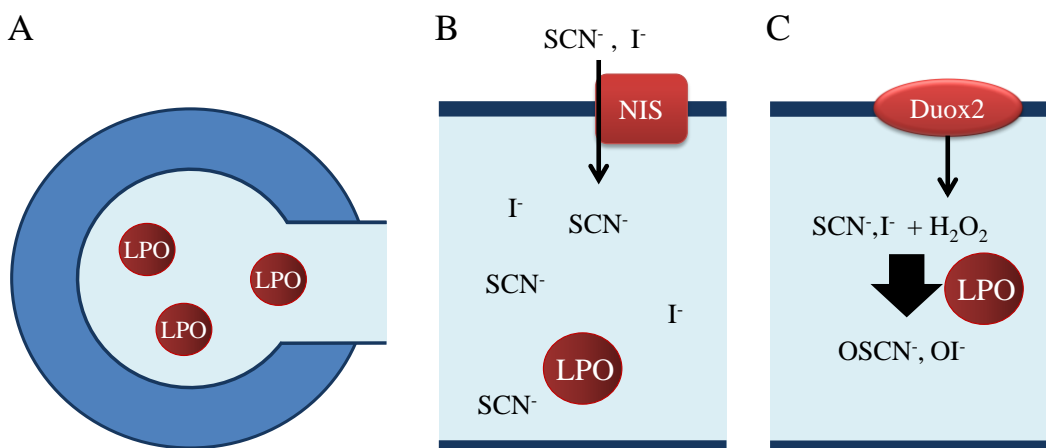 A
LPO
LPO
LPO
B
SCN⁻ , I⁻
NIS
I⁻
SCN⁻
SCN⁻
I⁻
LPO
SCN⁻
C
Duox2
SCN⁻,I⁻ + H₂O₂
LPO
OSCN⁻, OI⁻